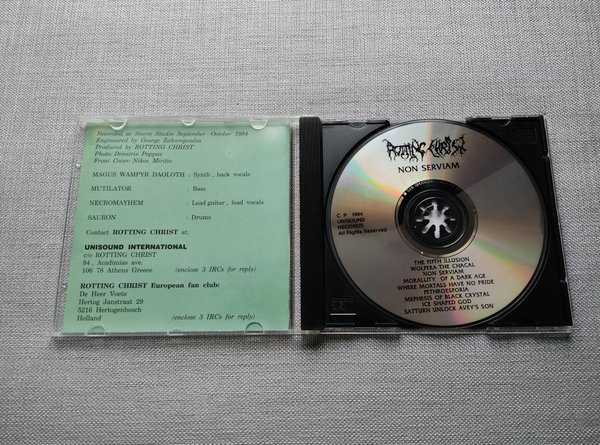 Recorded at Storm Studio September - October 1994
Engineered by George Zaharopoulos
Produced by ROTTING CHRIST
Photo: Dimitris Pappas
Front Cover: Nikos Miritis
MAGUS WAMPYR DAOLOTH : Synth, back vocals
MUTILATOR : Bass
NECROMAYHEM : Lead guitar, lead vocals
SAURON : Drums
Contact ROTTING CHRIST at:
UNISOUND INTERNATIONAL
c/o ROTTING CHRIST
84, Acadimias ave.
106 78 Athens Greece (enclose 3 IRCs for reply)
ROTTING CHRIST European fan club:
De Heer Voets
Hertog Janstraat 29
5216 Hertogenbosch
Holland (enclose 3 IRCs for reply)
ROTTING CHRIST
NON SERVIAM
C P 1994
UNISOUND
RECORDS
All Rights Reserved
THE FIFTH ILLUSION
WOLFERA THE CHACAL
NON SERVIAM
MORALLITY OF A DARK AGE
WHERE MORTALS HAVE NO PRIDE
FETHROESFORIA
MEPHESIS OF BLACK CRYSTAL
ICE SHAPED GOD
SATTURN UNLOCK AVEY'S SON